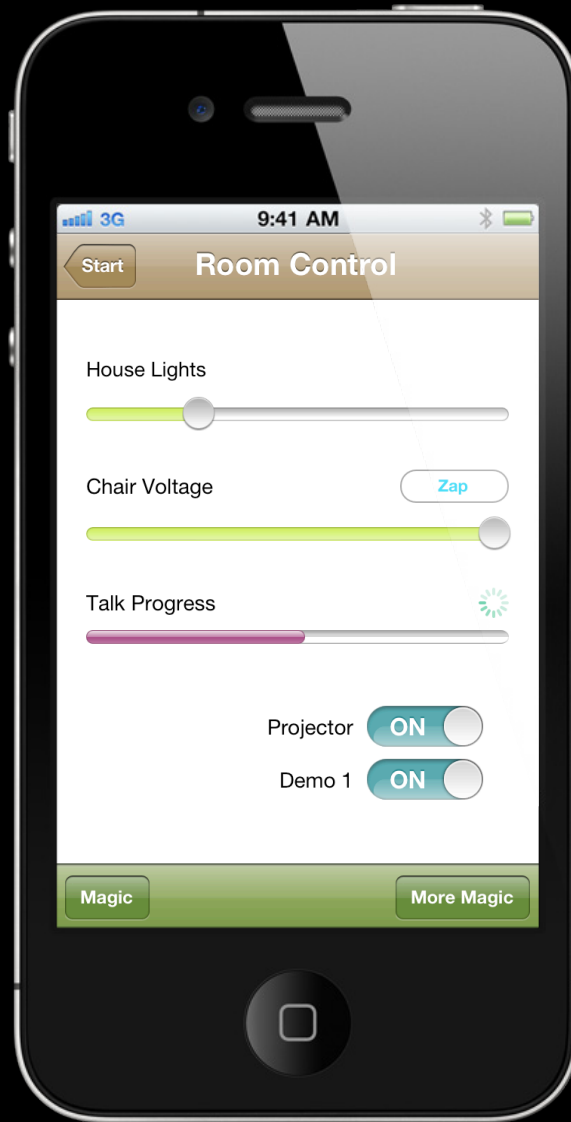 3G 9:41 AM
Start Room Control
House Lights
Chair Voltage Zap
Talk Progress
Projector ON
Demo 1 ON
Magic More Magic